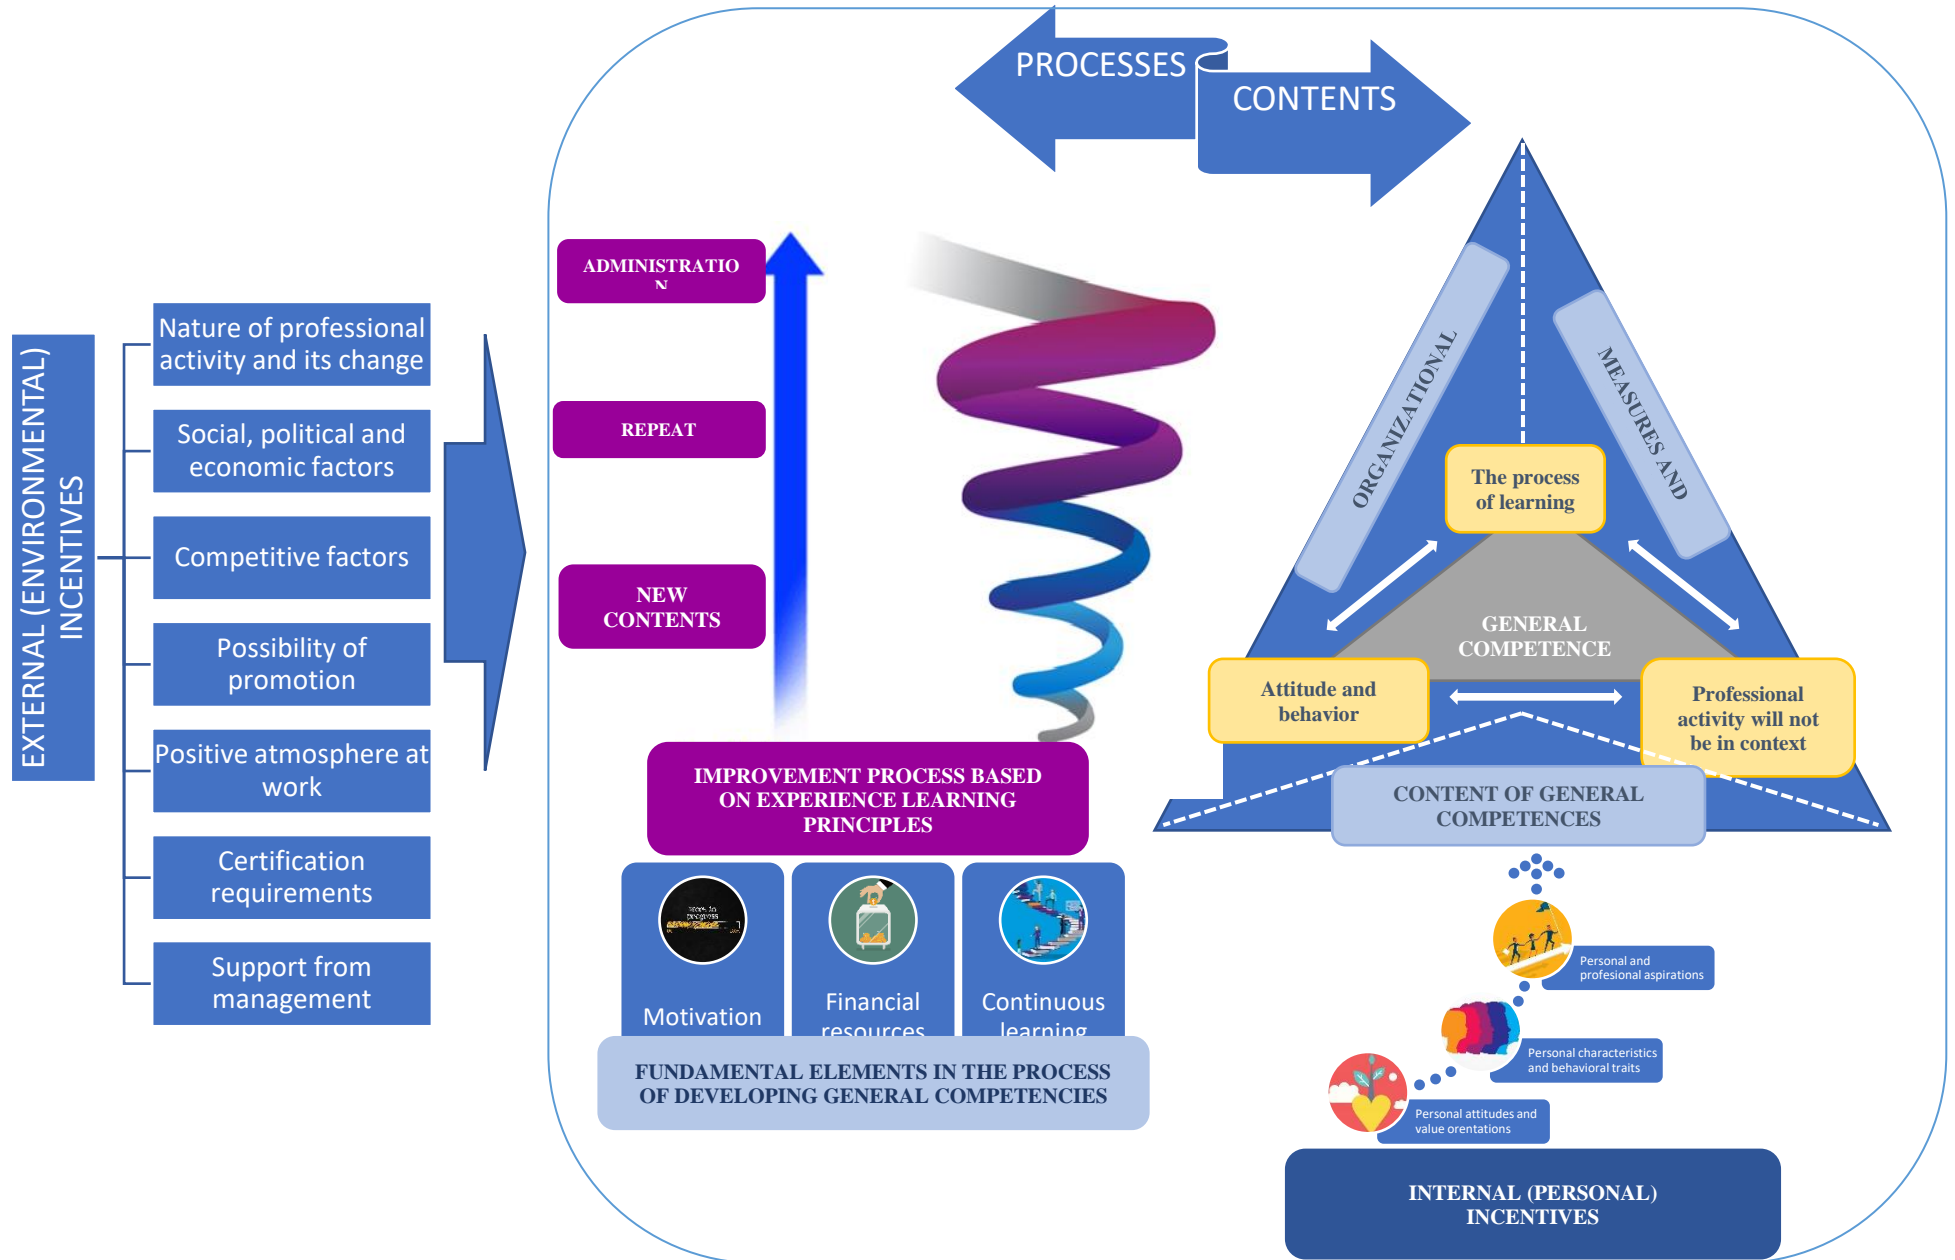 PROCESSES
CONTENTS
EXTERNAL (ENVIRONMENTAL)
INCENTIVES
Nature of professional
activity and its change
Social, political and
economic factors
Competitive factors
Possibility of
promotion
Positive atmosphere at
work
Certification
requirements
Support from
management
ADMINISTRATIO
N
REPEAT
NEW
CONTENTS
IMPROVEMENT PROCESS BASED
ON EXPERIENCE LEARNING
PRINCIPLES
Motivation
Financial
resources
Continuous
learning
FUNDAMENTAL ELEMENTS IN THE PROCESS
OF DEVELOPING GENERAL COMPETENCIES
ORGANIZATIONAL
MEASURES AND
The process
of learning
GENERAL
COMPETENCE
Attitude and
behavior
Professional
activity will not
be in context
CONTENT OF GENERAL
COMPETENCES
Personal and
profesional aspirations
Personal characteristics
and behavioral traits
Personal attitudes and
value orentations
INTERNAL (PERSONAL)
INCENTIVES